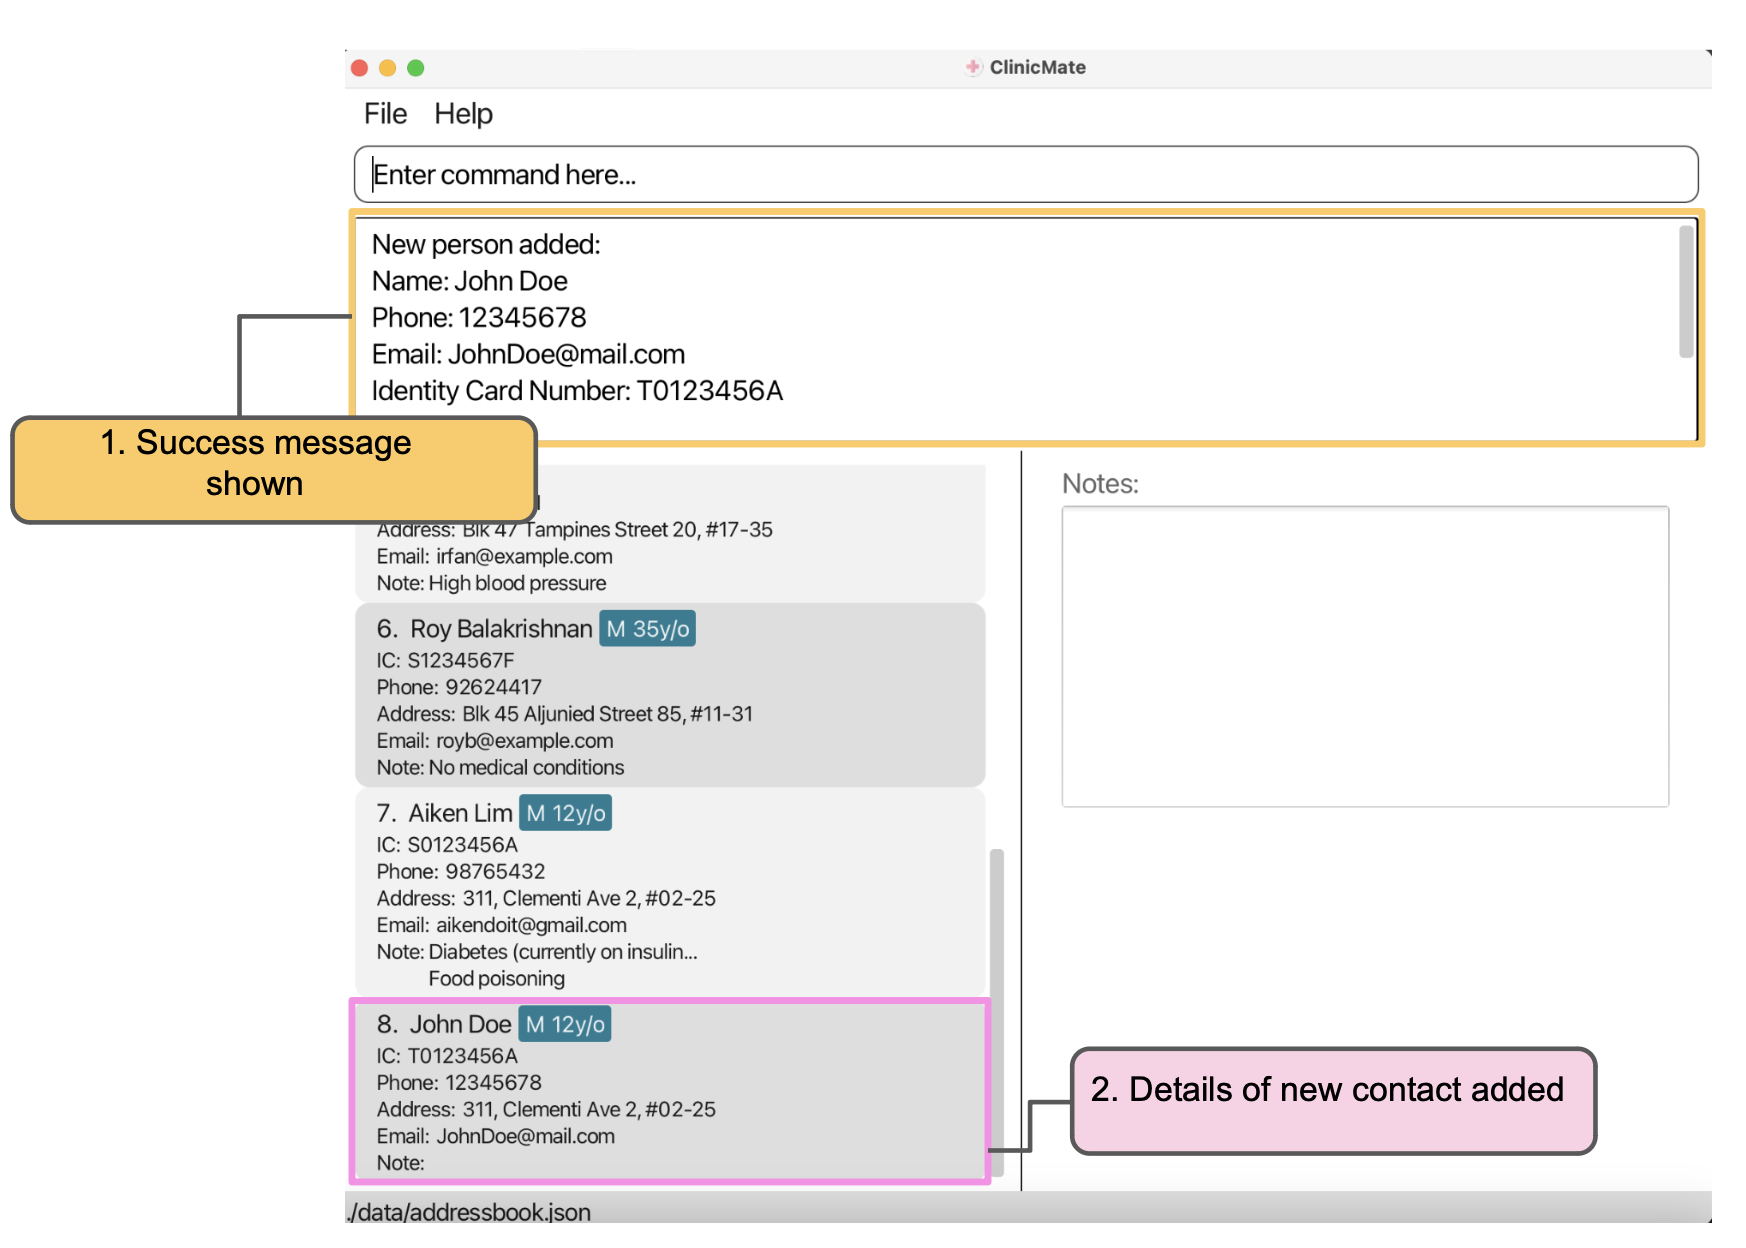 ClinicMate
File Help
Enter command here...
New person added:
Name: John Doe
Phone: 12345678
Email: JohnDoe@mail.com
Identity Card Number: T0123456A
1. Success message
shown
Address: Blk 47 Tampines Street 20, #17-35
Email: irfan@example.com
Note: High blood pressure
6. Roy Balakrishnan M 35y/o
IC: S1234567F
Phone: 92624417
Address: Blk 45 Aljunied Street 85, #11-31
Email: royb@example.com
Note: No medical conditions
7. Aiken Lim M 12y/o
IC: S0123456A
Phone: 98765432
Address: 311, Clementi Ave 2, #02-25
Email: aikendoit@gmail.com
Note: Diabetes (currently on insulin...
Food poisoning
8. John Doe M 12y/o
IC: T0123456A
Phone: 12345678
Address: 311, Clementi Ave 2, #02-25
Email: JohnDoe@mail.com
Note:
Notes:
2. Details of new contact added
./data/addressbook.json